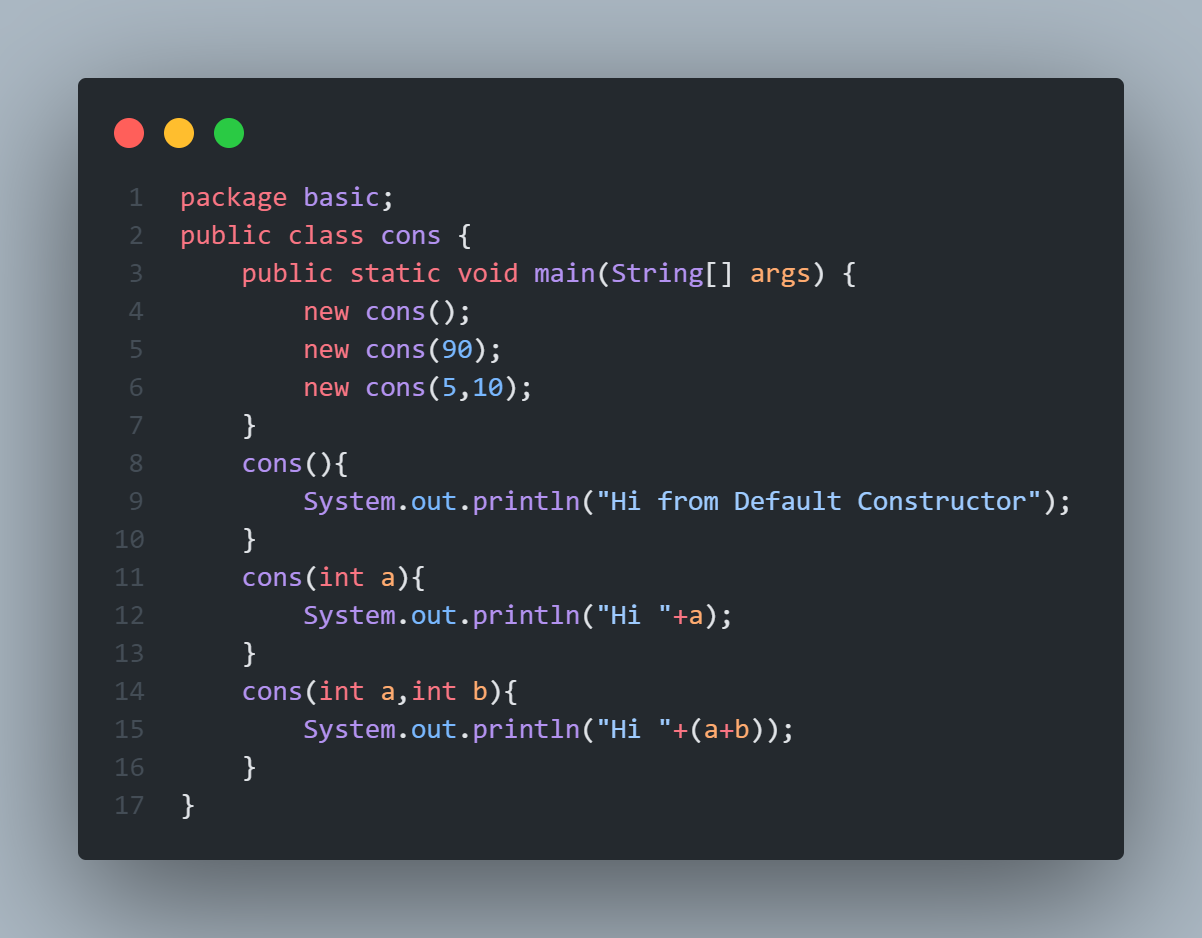 1 package basic;
2 public class cons {
3     public static void main(String[] args) {
4         new cons();
5         new cons(90);
6         new cons(5,10);
7     }
8     cons(){
9         System.out.println("Hi from Default Constructor");
10     }
11     cons(int a){
12         System.out.println("Hi "+a);
13     }
14     cons(int a,int b){
15         System.out.println("Hi "+(a+b));
16     }
17 }